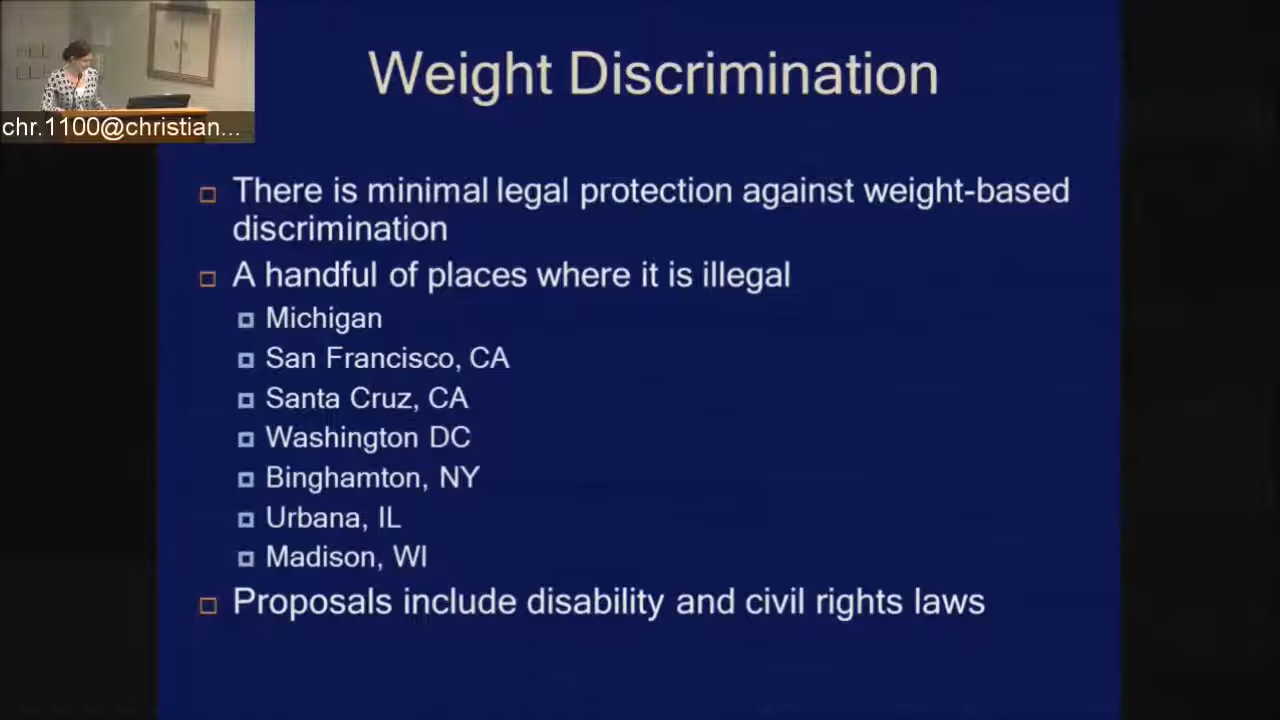 Weight Discrimination
chr.1100@christian...
There is minimal legal protection against weight-based
discrimination
A handful of places where it is illegal
Michigan
San Francisco, CA
Santa Cruz, CA
Washington DC
Binghamton, NY
Urbana, IL
Madison, WI
Proposals include disability and civil rights laws